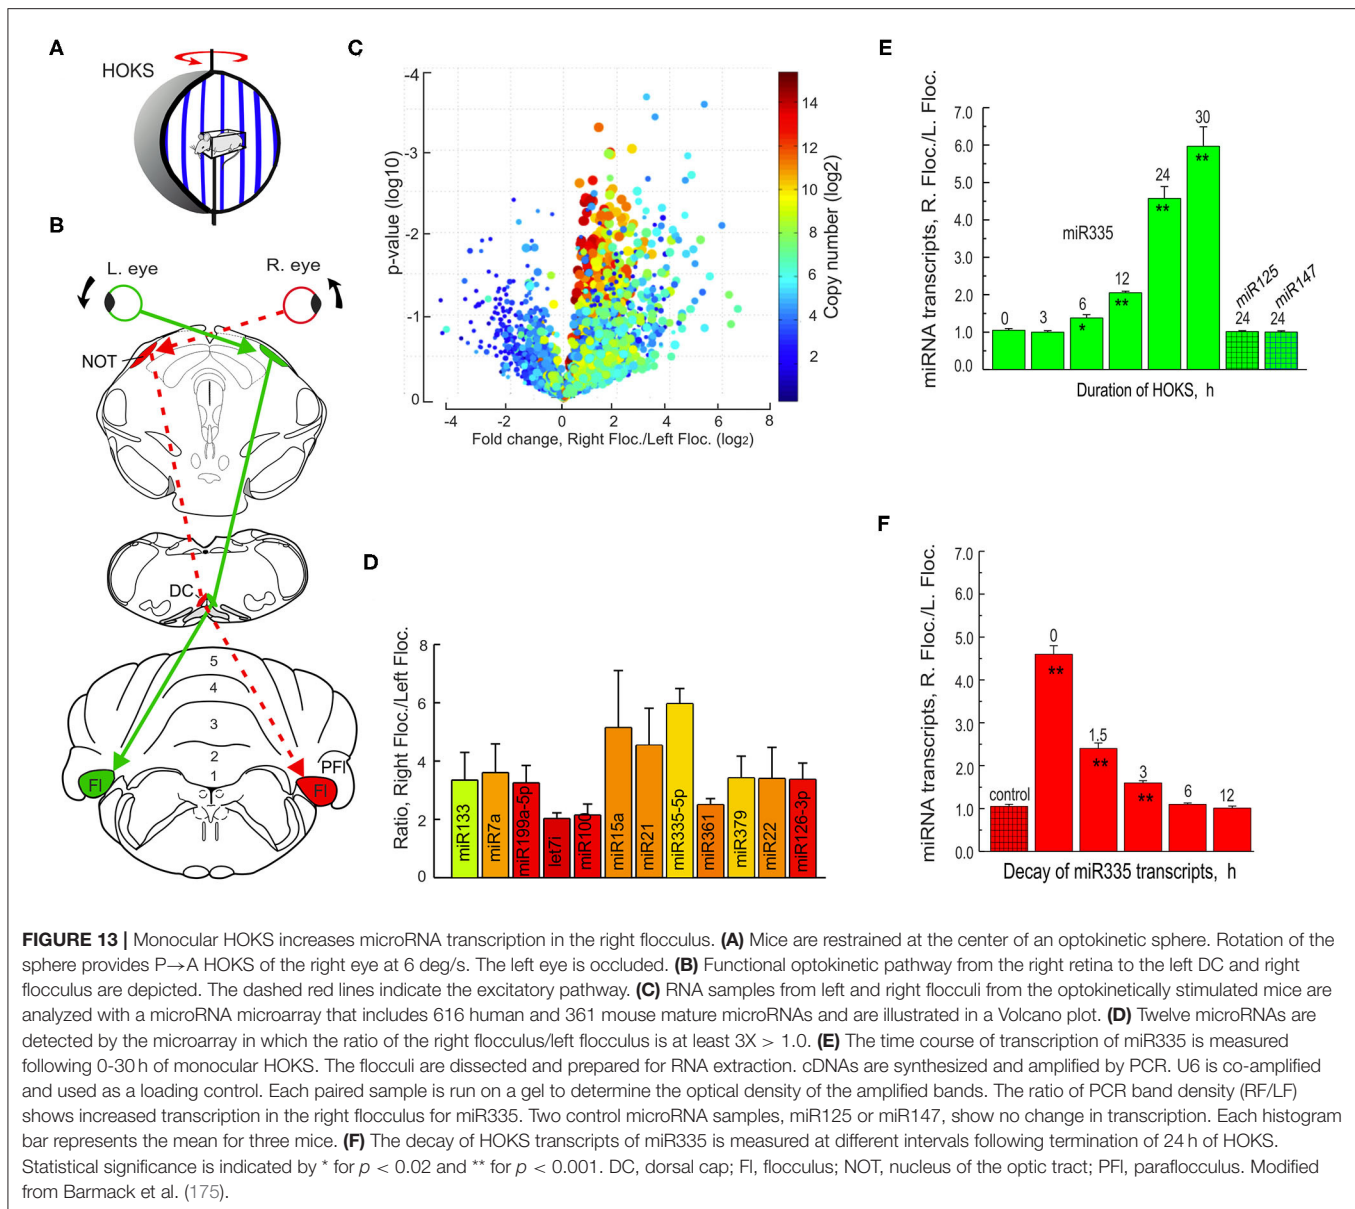 A
HOKS
B
L. eye
R. eye
NOT
DC
5
4
3
2
1
PFl
Fl
Fl
C
p-value (log10)
-4
-3
-2
-1
0
-4
-2
0
2
4
6
8
Fold change, Right Floc./Left Floc. (log2)
14
12
10
8
6
4
2
Copy number (log2)
D
Ratio, Right Floc./Left Floc.
8
6
4
2
0
miR133
miR7a
miR199a-5p
let7i
miR100
miR15a
miR21
miR335-5p
miR361
miR379
miR22
miR126-3p
E
miRNA transcripts, R. Floc./L. Floc.
7.0
6.0
5.0
4.0
3.0
2.0
1.0
0.0
miR335
0
3
6
*
12
**
24
**
30
**
miR125
24
miR147
24
Duration of HOKS, h
F
miRNA transcripts, R. Floc./L. Floc.
7.0
6.0
5.0
4.0
3.0
2.0
1.0
0.0
control
0
**
1.5
**
3
**
6
12
Decay of miR335 transcripts, h
FIGURE 13 | Monocular HOKS increases microRNA transcription in the right flocculus. (A) Mice are restrained at the center of an optokinetic sphere. Rotation of the
sphere provides P→A HOKS of the right eye at 6 deg/s. The left eye is occluded. (B) Functional optokinetic pathway from the right retina to the left DC and right
flocculus are depicted. The dashed red lines indicate the excitatory pathway. (C) RNA samples from left and right flocculi from the optokinetically stimulated mice are
analyzed with a microRNA microarray that includes 616 human and 361 mouse mature microRNAs and are illustrated in a Volcano plot. (D) Twelve microRNAs are
detected by the microarray in which the ratio of the right flocculus/left flocculus is at least 3X > 1.0. (E) The time course of transcription of miR335 is measured
following 0-30 h of monocular HOKS. The flocculi are dissected and prepared for RNA extraction. cDNAs are synthesized and amplified by PCR. U6 is co-amplified
and used as a loading control. Each paired sample is run on a gel to determine the optical density of the amplified bands. The ratio of PCR band density (RF/LF)
shows increased transcription in the right flocculus for miR335. Two control microRNA samples, miR125 or miR147, show no change in transcription. Each histogram
bar represents the mean for three mice. (F) The decay of HOKS transcripts of miR335 is measured at different intervals following termination of 24 h of HOKS.
Statistical significance is indicated by * for p < 0.02 and ** for p < 0.001. DC, dorsal cap; Fl, flocculus; NOT, nucleus of the optic tract; PFl, paraflocculus. Modified
from Barmack et al. (175).